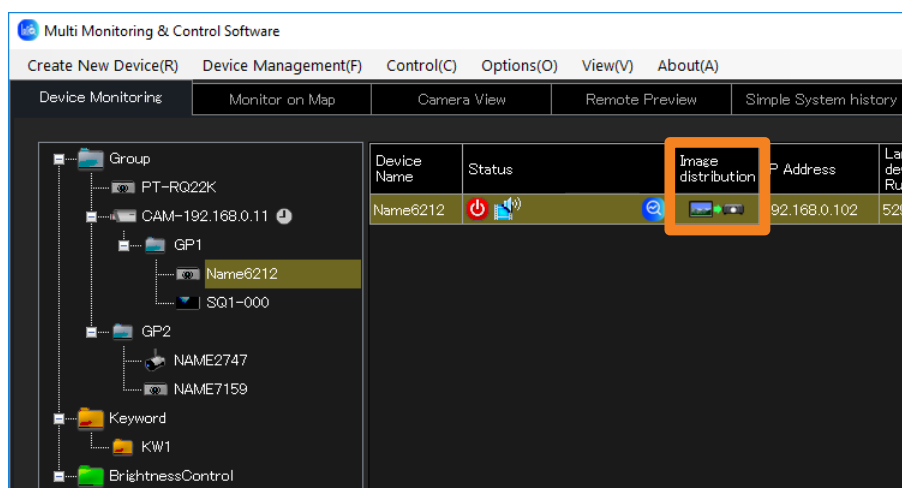 Multi Monitoring & Control Software
Create New Device(R) Device Management(F) Control(C) Options(O) View(V) About(A)
Device Monitoring Monitor on Map Camera View Remote Preview Simple System history
Group
PT-RQ22K
CAM-192.168.0.11
GP1
Name6212
SQ1-000
GP2
NAME2747
NAME7159
Keyword
KW1
BrightnessControl
Device
Name
Status
Image
distribution
P Address
Name6212
92.168.0.102
529